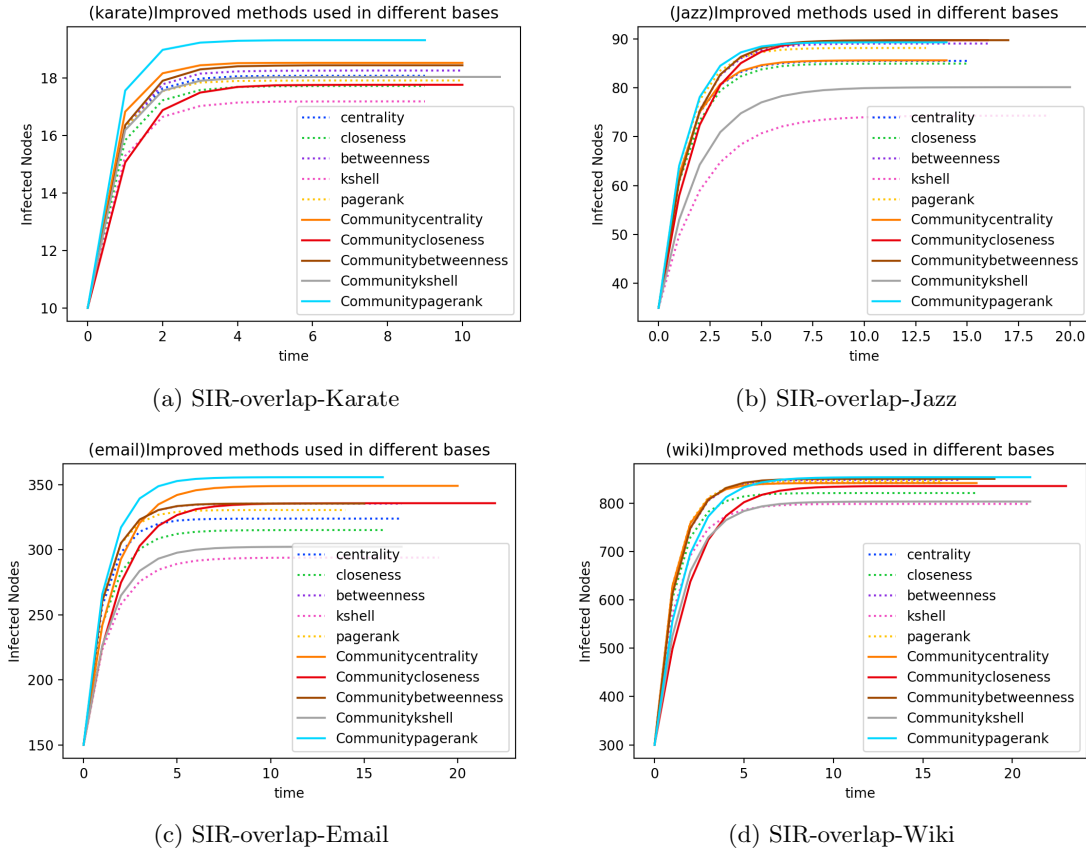 (karate)Improved methods used in different bases
Infected Nodes
18
16
14
12
10
centrality
closeness
betweenness
kshell
pagerank
Communitycentrality
Communitycloseness
Communitybetweenness
Communitykshell
Communitypagerank
0 2 4 6 8 10
time
(a) SIR-overlap-Karate
(Jazz)Improved methods used in different bases
Infected Nodes
90
80
70
60
50
40
centrality
closeness
betweenness
kshell
pagerank
Communitycentrality
Communitycloseness
Communitybetweenness
Communitykshell
Communitypagerank
0.0 2.5 5.0 7.5 10.0 12.5 15.0 17.5 20.0
time
(b) SIR-overlap-Jazz
(email)Improved methods used in different bases
Infected Nodes
350
300
250
200
150
centrality
closeness
betweenness
kshell
pagerank
Communitycentrality
Communitycloseness
Communitybetweenness
Communitykshell
Communitypagerank
0 5 10 15 20
time
(c) SIR-overlap-Email
(wiki)Improved methods used in different bases
Infected Nodes
800
700
600
500
400
300
centrality
closeness
betweenness
kshell
pagerank
Communitycentrality
Communitycloseness
Communitybetweenness
Communitykshell
Communitypagerank
0 5 10 15 20
time
(d) SIR-overlap-Wiki